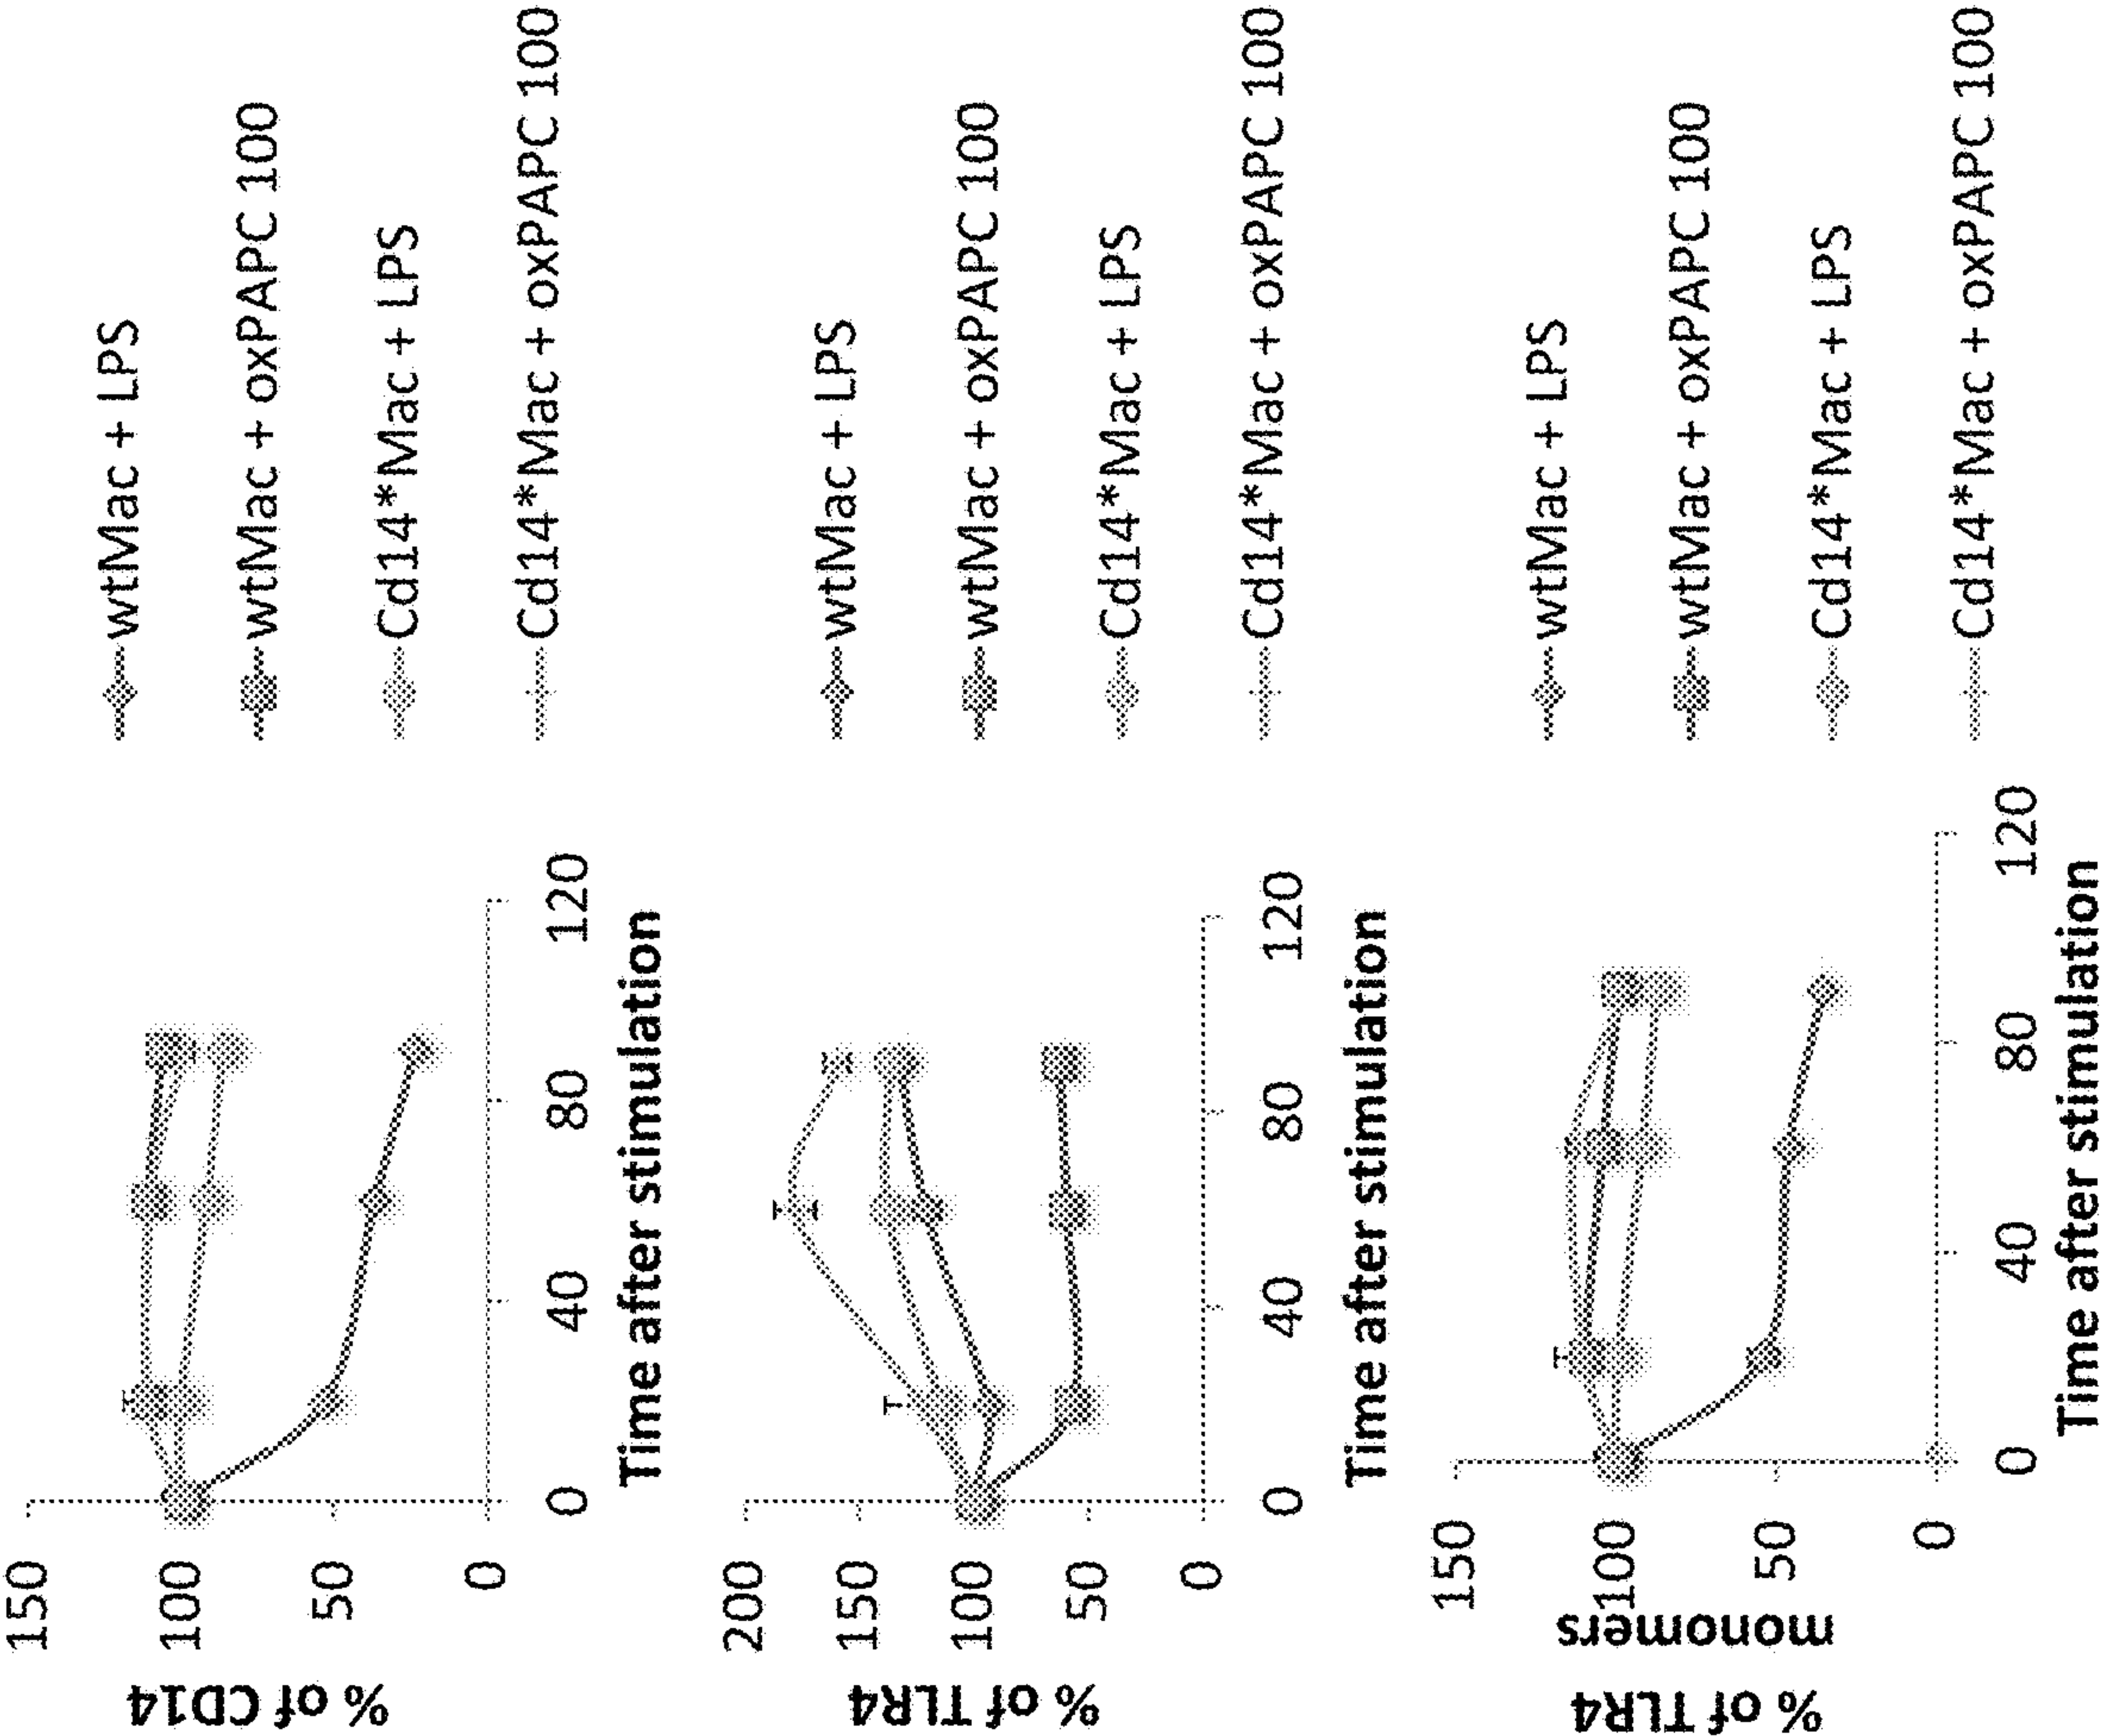 % of CD14
150
100
50
0
0
40
80
120
Time after stimulation
wtMac + LPS
wtMac + oxPAPC 100
Cd14*Mac + LPS
Cd14*Mac + oxPAPC 100
% of TLR4
200
150
100
50
0
0
40
80
120
Time after stimulation
wtMac + LPS
wtMac + oxPAPC 100
Cd14*Mac + LPS
Cd14*Mac + oxPAPC 100
% of TLR4
monomers
150
100
50
0
0
40
80
120
Time after stimulation
wtMac + LPS
wtMac + oxPAPC 100
Cd14*Mac + LPS
Cd14*Mac + oxPAPC 100